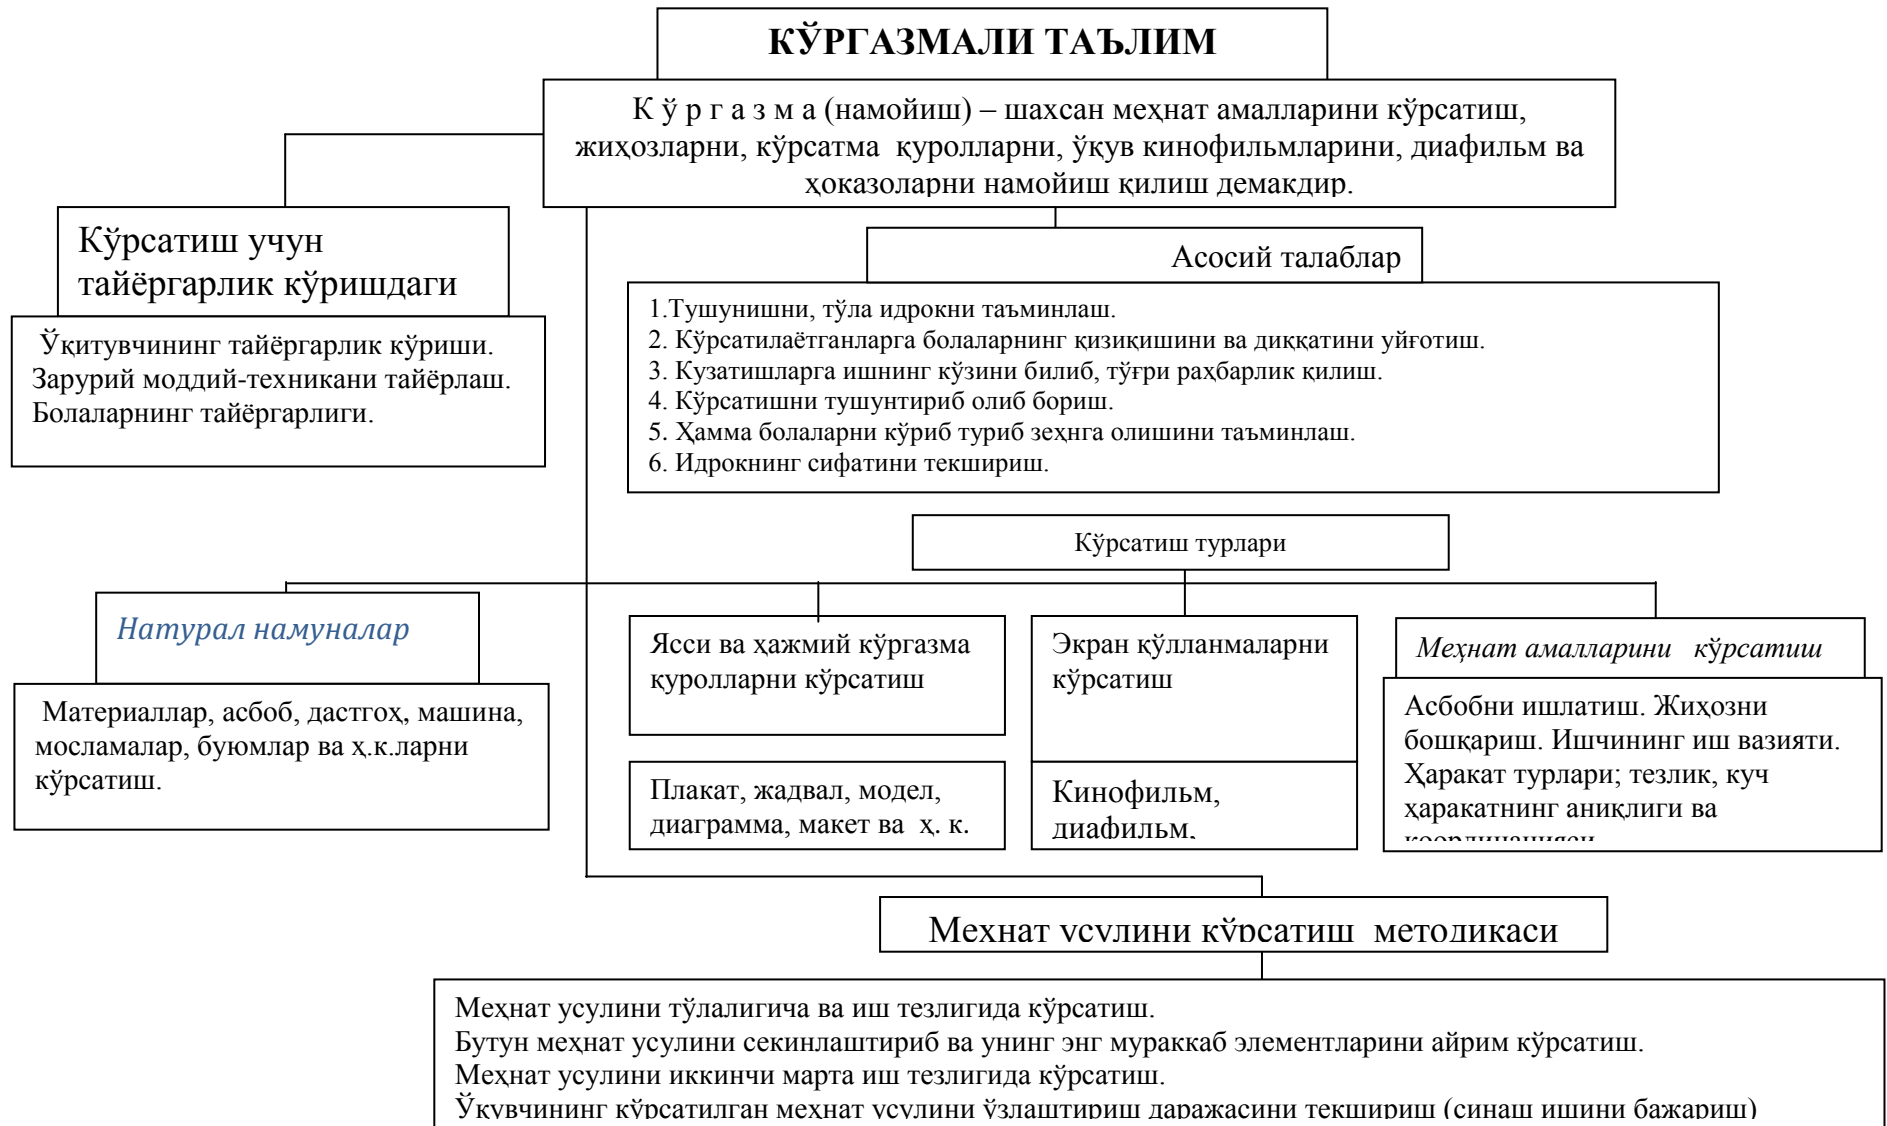 КЎРГАЗМАЛИ ТАЪЛИМ
К ў р г а з м а (намойиш) – шахсан меҳнат амалларини кўрсатиш,
жиҳозларни, кўрсатма қуролларни, ўқув кинофильмларини, диафильм ва
ҳоказоларни намойиш қилиш демакдир.
Кўрсатиш учун
тайёргарлик кўришдаги
Ўқитувчининг тайёргарлик кўриши.
Зарурий моддий-техникани тайёрлаш.
Болаларнинг тайёргарлиги.
Асосий талаблар
1.Тушунишни, тўла идрокни таъминлаш.
2. Кўрсатилаётганларга болаларнинг қизиқишини ва диққатини уйғотиш.
3. Кузатишларга ишнинг кўзини билиб, тўғри раҳбарлик қилиш.
4. Кўрсатишни тушунтириб олиб бориш.
5. Ҳамма болаларни кўриб туриб зеҳнга олишини таъминлаш.
6. Идрокнинг сифатини текшириш.
Кўрсатиш турлари
Натурал намуналар
Материаллар, асбоб, дастгоҳ, машина,
мосламалар, буюмлар ва ҳ.к.ларни
кўрсатиш.
Ясси ва ҳажмий кўргазма
қуролларни кўрсатиш
Плакат, жадвал, модел,
диаграмма, макет ва ҳ. к.
Экран қўлланмаларни
кўрсатиш
Кинофильм,
диафильм,
Меҳнат амалларини кўрсатиш
Асбобни ишлатиш. Жиҳозни
бошқариш. Ишчининг иш вазияти.
Ҳаракат турлари; тезлик, куч
ҳаракатнинг аниқлиги ва
Меҳнат усулини кўрсатиш методикаси
Меҳнат усулини тўлалигича ва иш тезлигида кўрсатиш.
Бутун меҳнат усулини секинлаштириб ва унинг энг мураккаб элементларини айрим кўрсатиш.
Меҳнат усулини иккинчи марта иш тезлигида кўрсатиш.
Ўқувчининг кўрсатилган меҳнат усулини ўзлаштириш даражасини текшириш (синаш ишини бажариш)